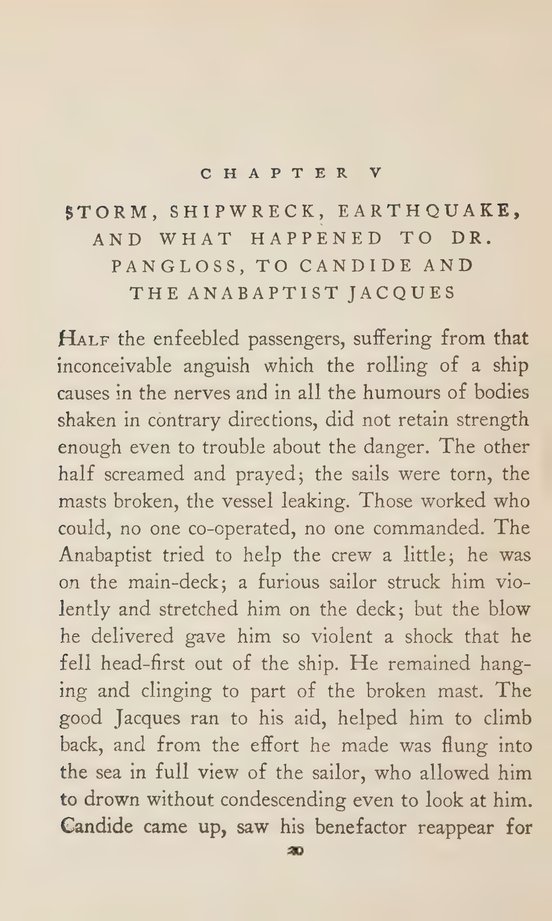 CHAPTER V
STORM, SHIPWRECK, EARTHQUAKE,
AND WHAT HAPPENED TO DR.
PANGLOSS, TO CANDIDE AND
THE ANABAPTIST JACQUES
HALF the enfeebled passengers, suffering from that
inconceivable anguish which the rolling of a ship
causes in the nerves and in all the humours of bodies
shaken in contrary directions, did not retain strength
enough even to trouble about the danger. The other
half screamed and prayed; the sails were torn, the
masts broken, the vessel leaking. Those worked who
could, no one co-operated, no one commanded. The
Anabaptist tried to help the crew a little; he was
on the main-deck; a furious sailor struck him vio-
lently and stretched him on the deck; but the blow
he delivered gave him so violent a shock that he
fell head-first out of the ship. He remained hang-
ing and clinging to part of the broken mast. The
good Jacques ran to his aid, helped him to climb
back, and from the effort he made was flung into
the sea in full view of the sailor, who allowed him
to drown without condescending even to look at him.
Candide came up, saw his benefactor reappear for
20